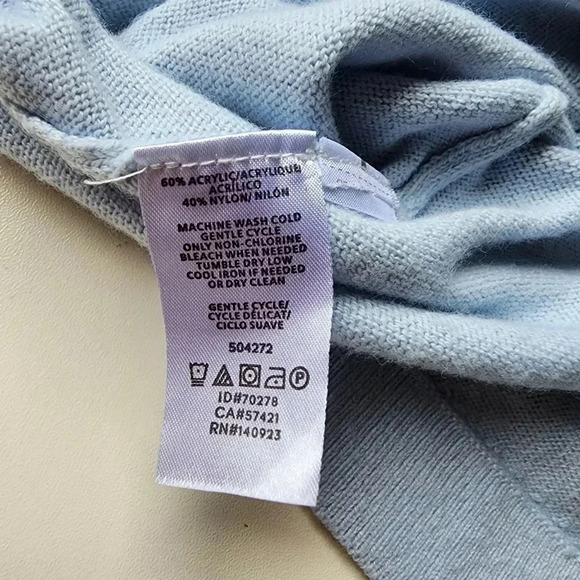 60% ACRYLIC/ACRYLIQUE/
ACRÍLICO
40% NYLON/ NILÓN
MACHINE WASH COLD
GENTLE CYCLE
ONLY NON-CHLORINE
BLEACH WHEN NEEDED
TUMBLE DRY LOW
COOL IRON IF NEEDED
OR DRY CLEAN
GENTLE CYCLE/
CYCLE DÉLICAT/
CICLO SUAVE
504272
P
ID#70278
CA#57421
RN#140923